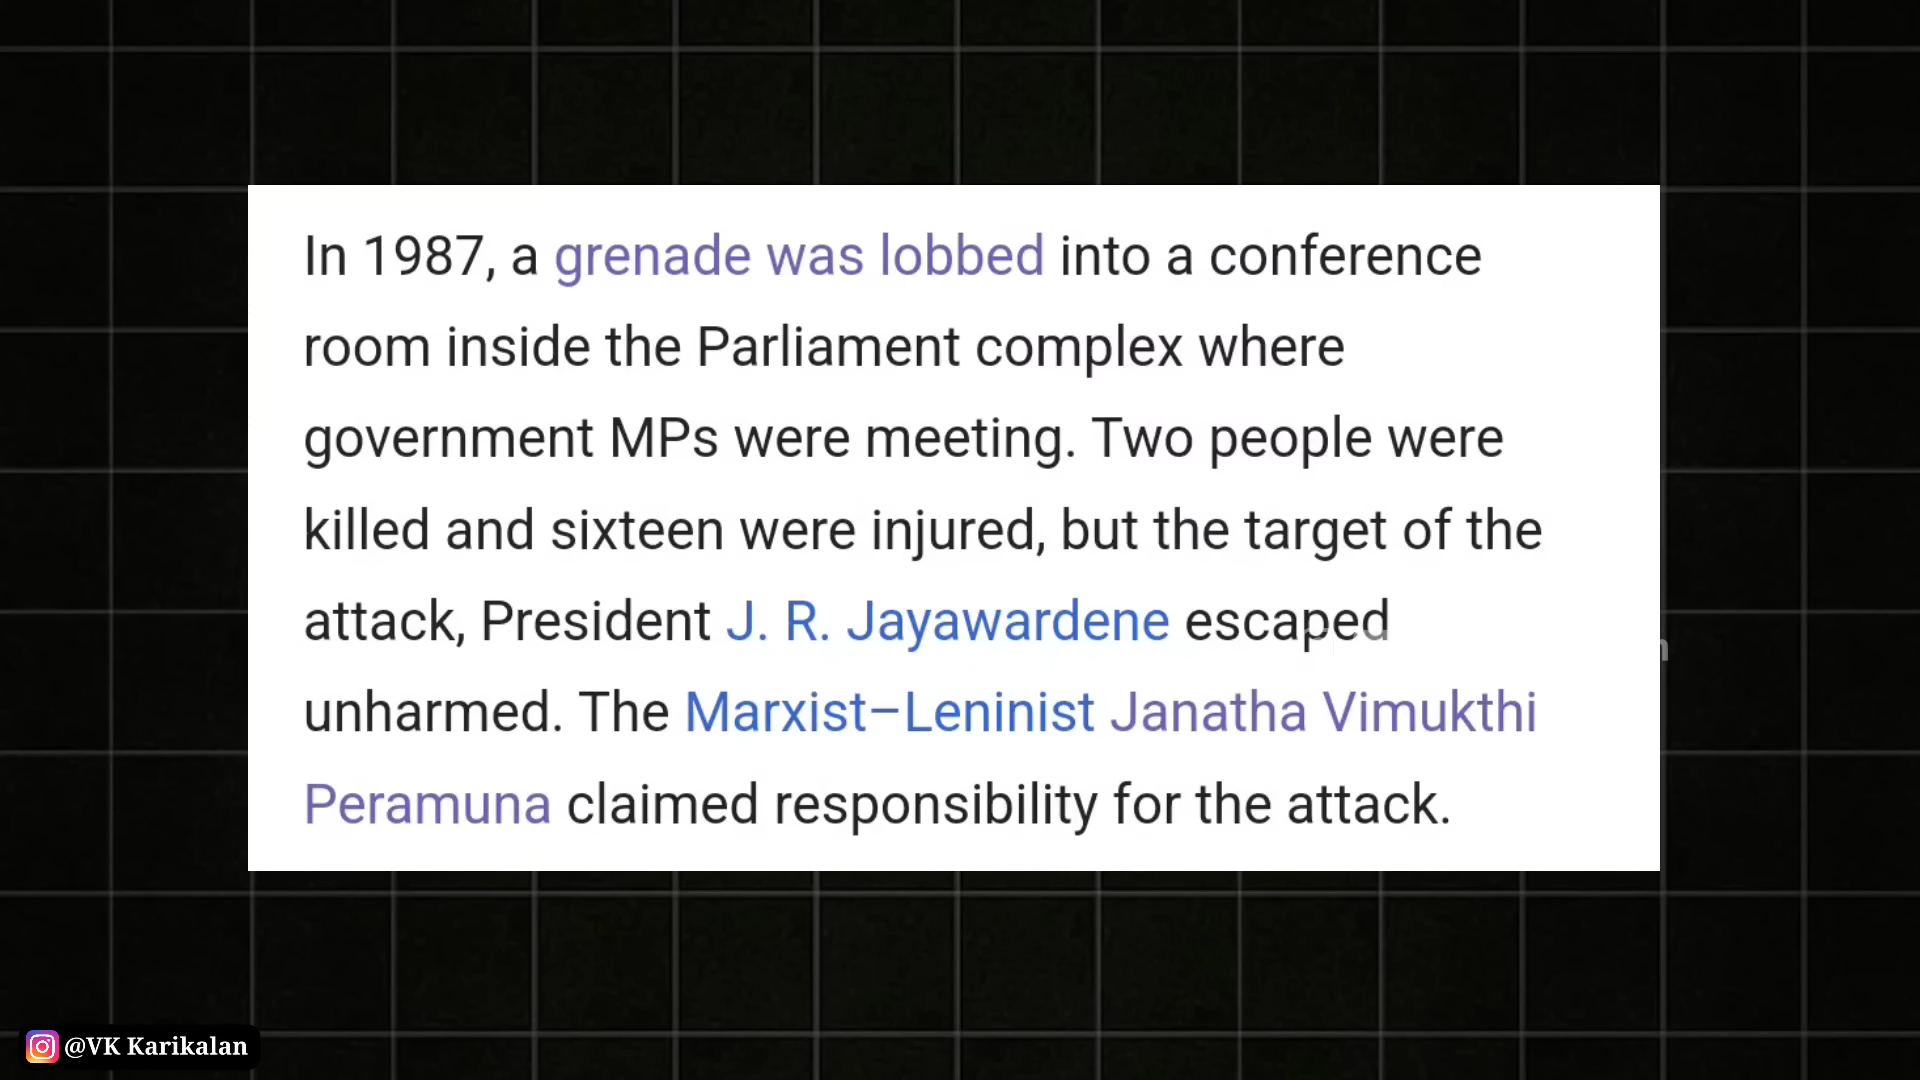 In 1987, a grenade was lobbed into a conference
room inside the Parliament complex where
government MPs were meeting. Two people were
killed and sixteen were injured, but the target of the
attack, President J. R. Jayawardene escaped
unharmed. The Marxist–Leninist Janatha Vimukthi
Peramuna claimed responsibility for the attack.
@VK Karikalan